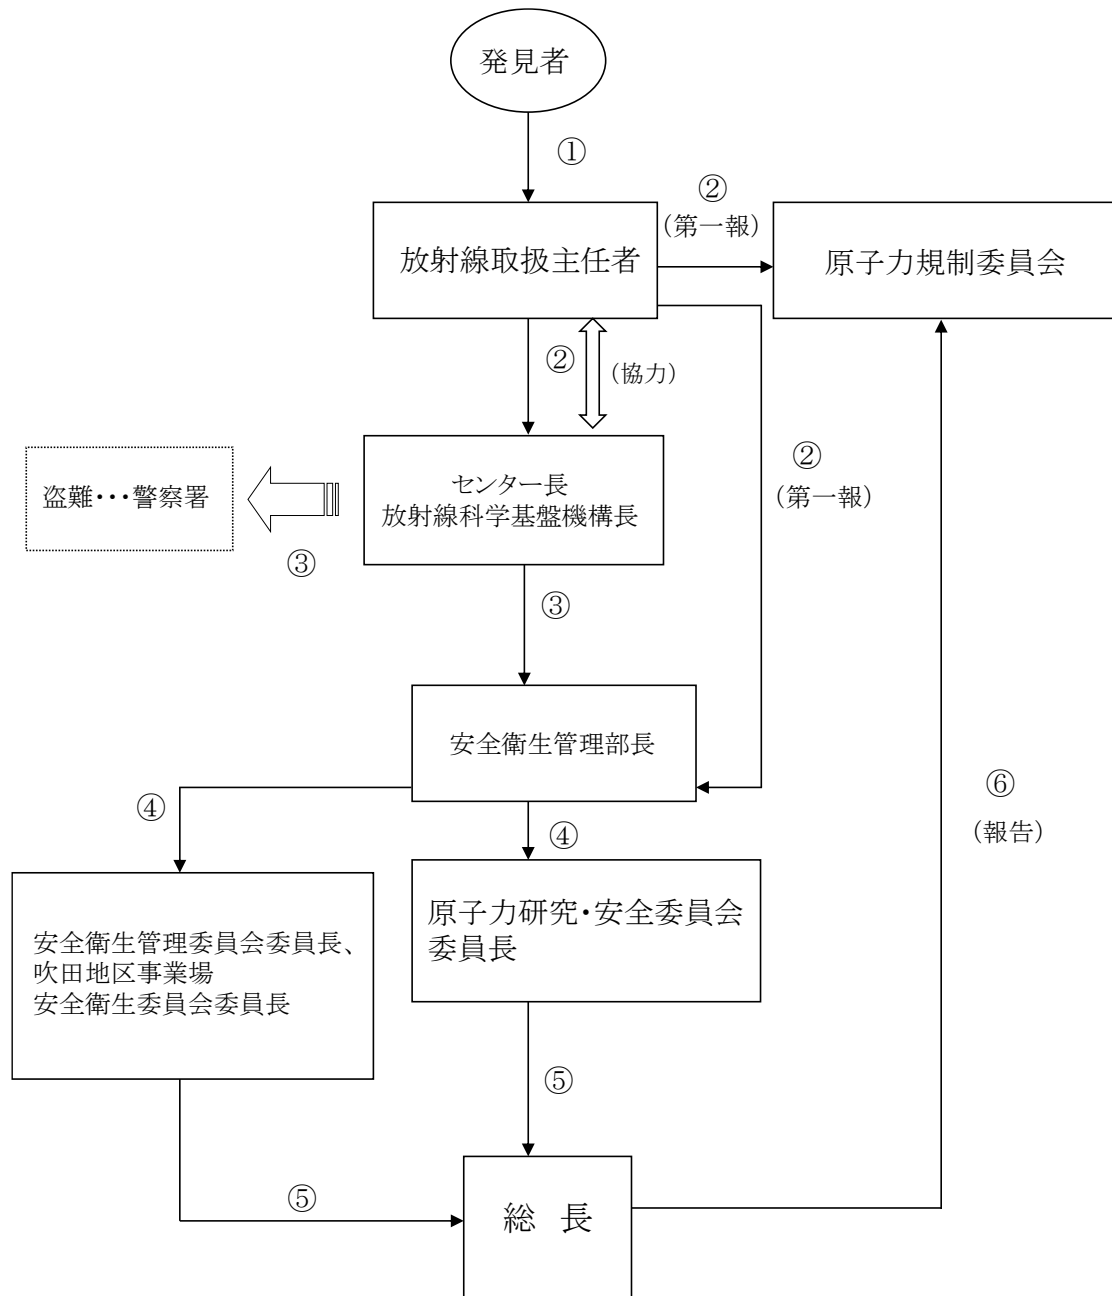 発見者
①
②
(第一報)
放射線取扱主任者
原子力規制委員会
②
(協力)
②
(第一報)
盗難・・・警察署
センター長
放射線科学基盤機構長
③
③
安全衛生管理部長
④
④
⑥
(報告)
安全衛生管理委員会委員長、
吹田地区事業場
安全衛生委員会委員長
原子力研究・安全委員会
委員長
⑤
⑤
総 長